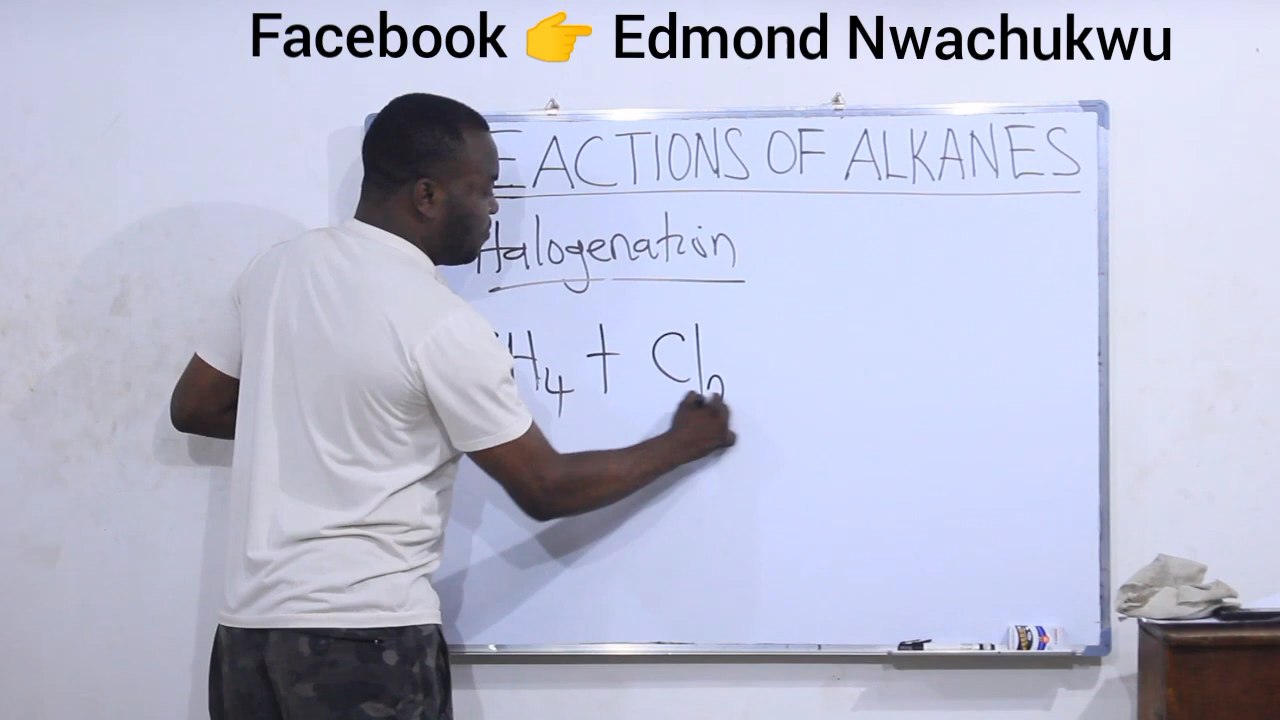 Facebook 👉 Edmond Nwachukwu
EACTIONS OF ALKANES
Halogenation
H₄ + Cl₂